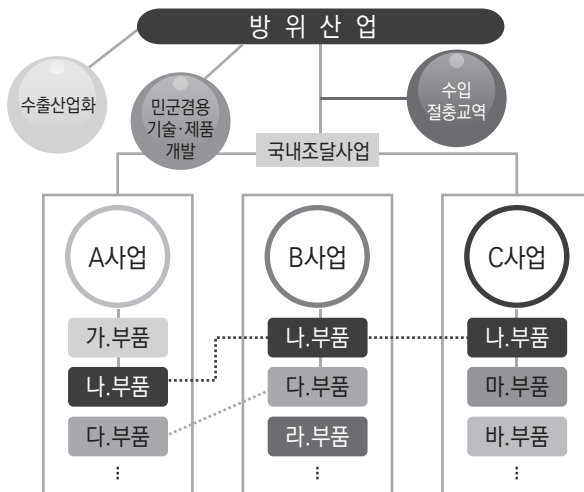 방 위 산 업
수출산업화
민군겸용
기술·제품
개발
수입
절충교역
국내조달사업
A사업
가.부품
나.부품
다.부품
⋮
B사업
나.부품
다.부품
라.부품
⋮
C사업
나.부품
마.부품
바.부품
⋮